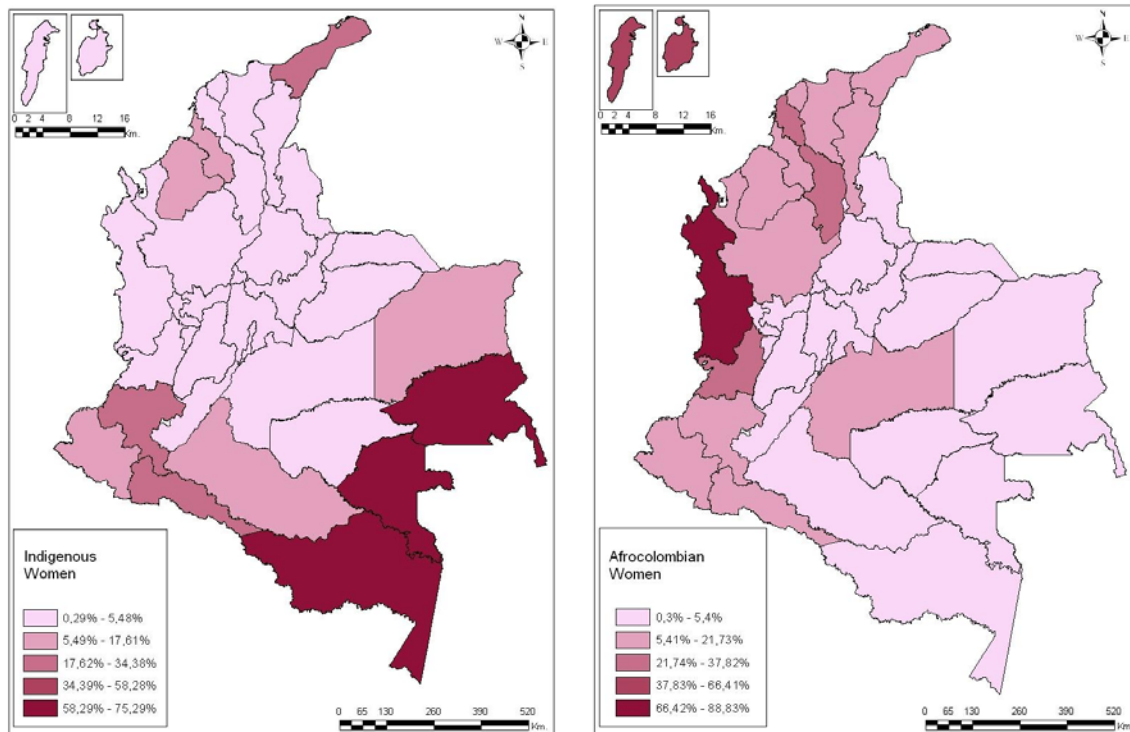 N
W E
S
0 2 4 8 12 16
Km.
Indigenous
Women
0,29% - 5,48%
5,49% - 17,61%
17,62% - 34,38%
34,39% - 58,28%
58,29% - 75,29%
0 65 130 260 390 520
Km.
N
W E
S
0 2 4 8 12 16
Km.
Afrocolombian
Women
0,3% - 5,4%
5,41% - 21,73%
21,74% - 37,82%
37,83% - 66,41%
66,42% - 88,83%
0 65 130 260 390 520
Km.